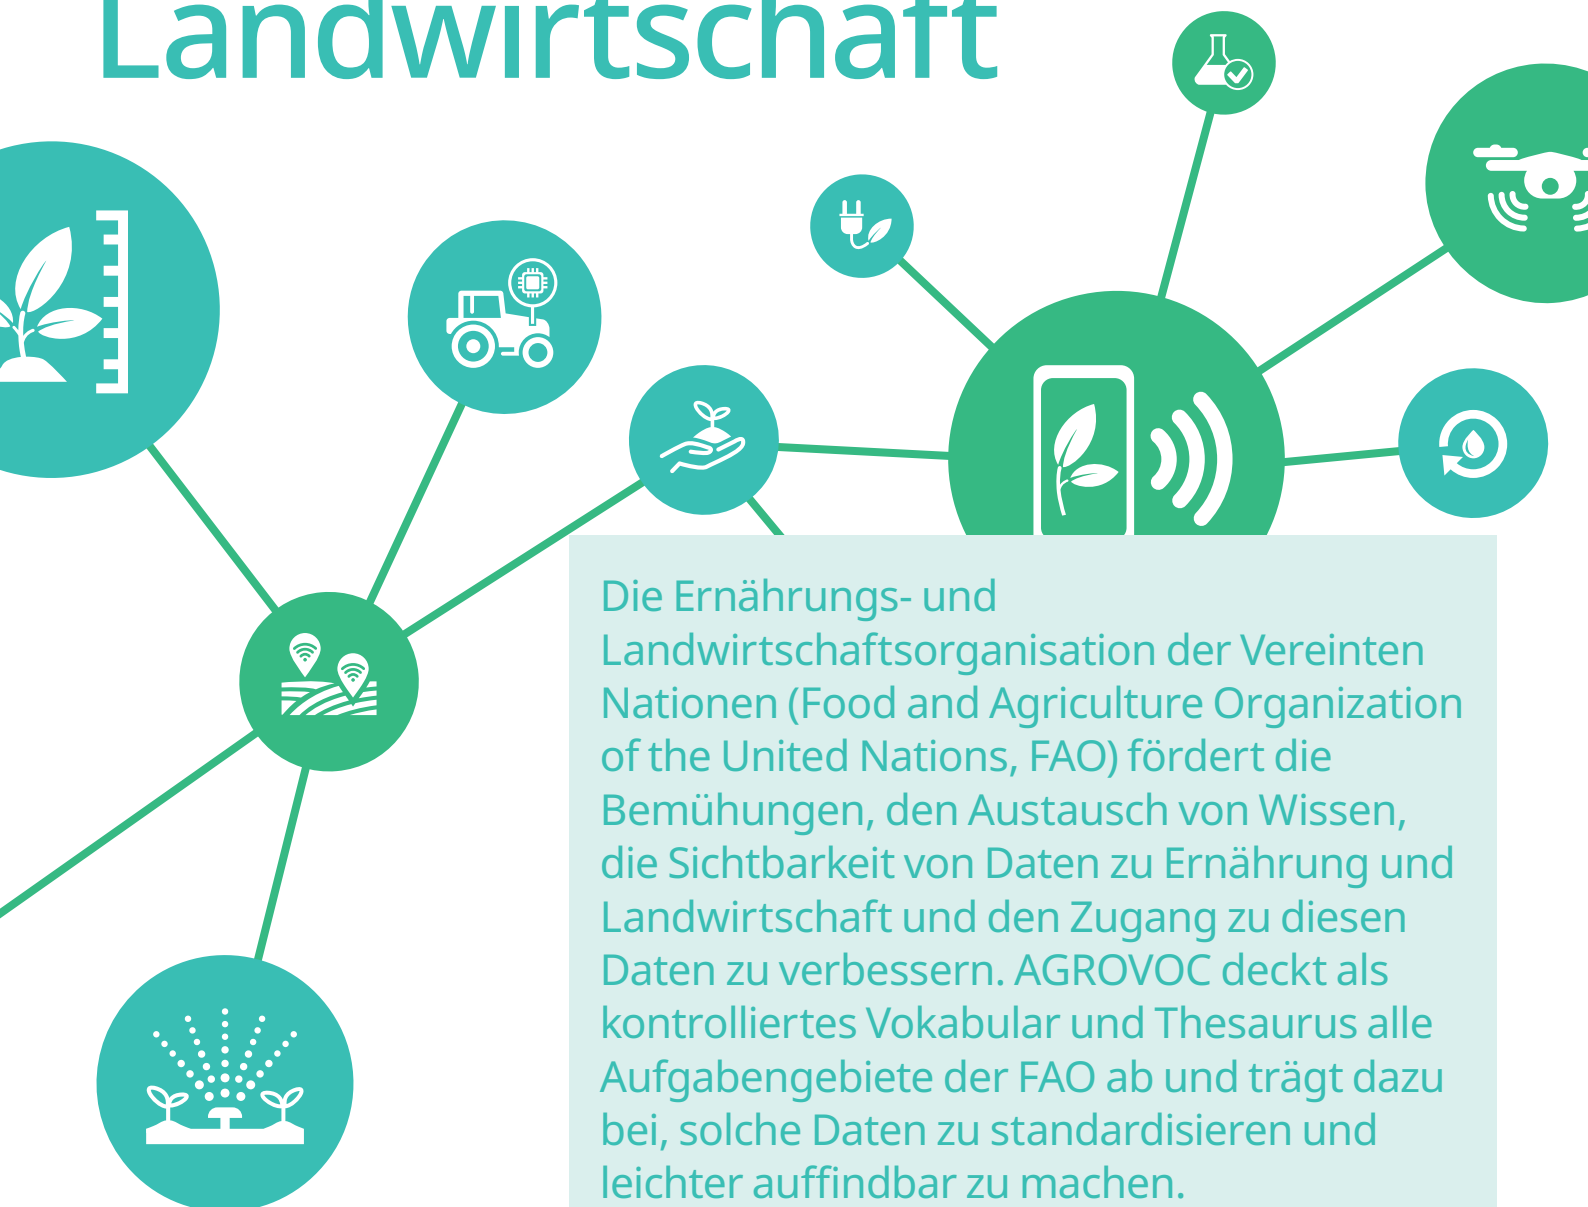 Landwirtschaft
Die Ernährungs- und
Landwirtschaftsorganisation der Vereinten
Nationen (Food and Agriculture Organization
of the United Nations, FAO) fördert die
Bemühungen, den Austausch von Wissen,
die Sichtbarkeit von Daten zu Ernährung und
Landwirtschaft und den Zugang zu diesen
Daten zu verbessern. AGROVOC deckt als
kontrolliertes Vokabular und Thesaurus alle
Aufgabengebiete der FAO ab und trägt dazu
bei, solche Daten zu standardisieren und
leichter auffindbar zu machen.